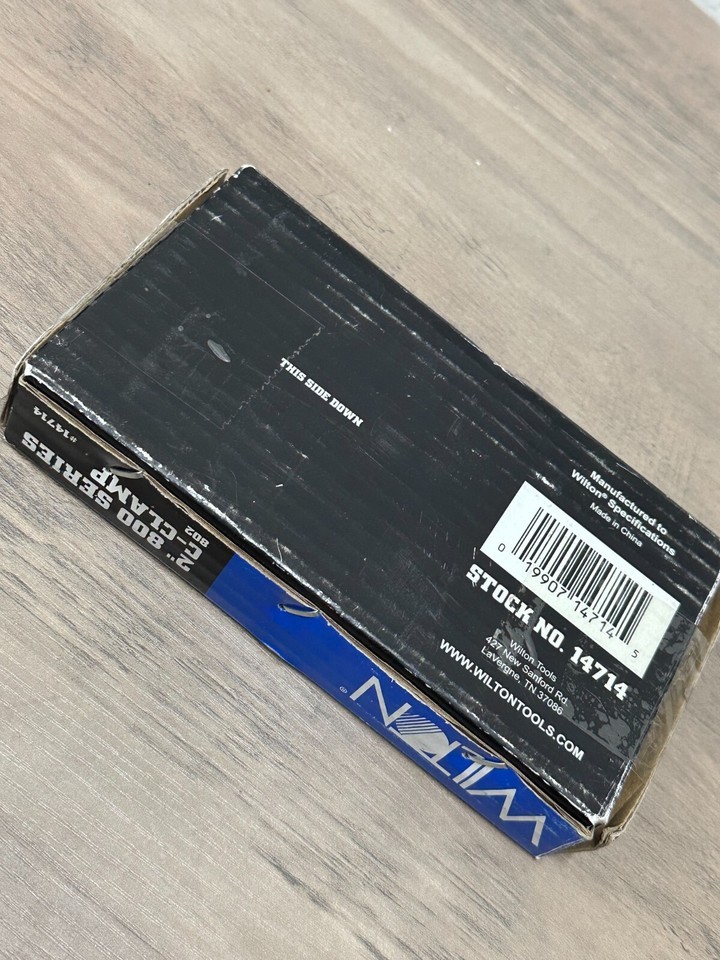 THIS SIDE DOWN
Manufactured to
Wilton® Specifications
Made in China
0 19907 14714 5
STOCK NO. 14714
Wilton Tools
427 New Sanford Rd.
LaVergne, TN 37086
WWW.WILTONTOOLS.COM
WILTON®
2" 800 SERIES
C-CLAMP
802
#14714